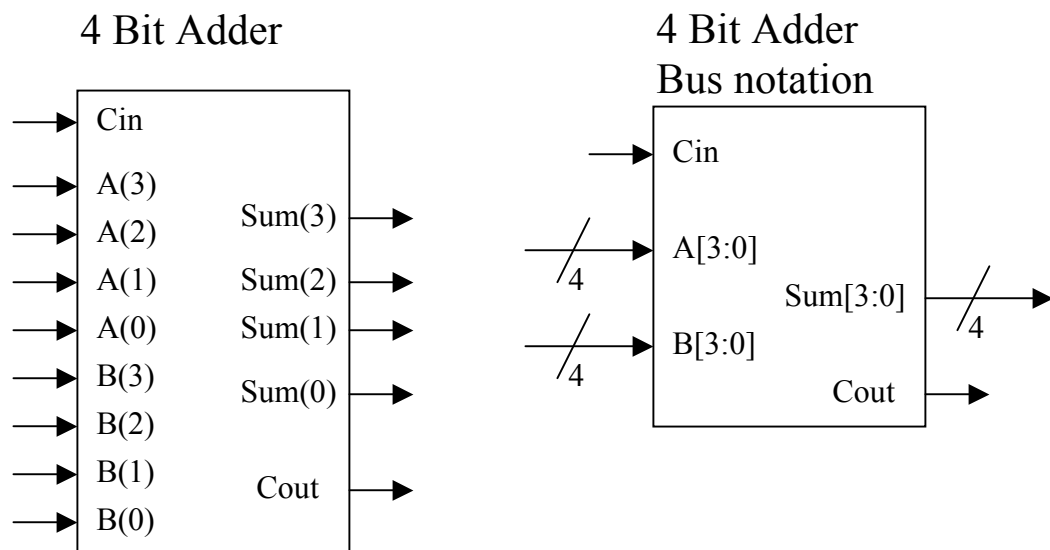 4 Bit Adder
Cin
A(3)
A(2)
A(1)
A(0)
B(3)
B(2)
B(1)
B(0)
Sum(3)
Sum(2)
Sum(1)
Sum(0)
Cout
4 Bit Adder
Bus notation
Cin
A[3:0]
4
B[3:0]
4
Sum[3:0]
4
Cout